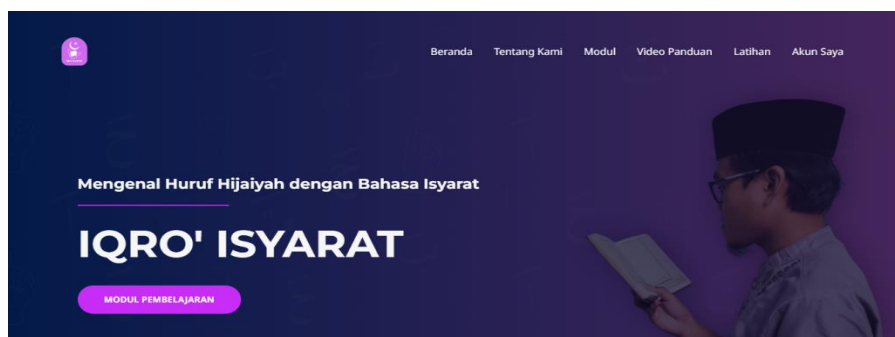 Beranda Tentang Kami Modul Video Panduan Latihan Akun Saya
Mengenal Huruf Hijaiyah dengan Bahasa Isyarat
IQRO' ISYARAT
MODUL PEMBELAJARAN